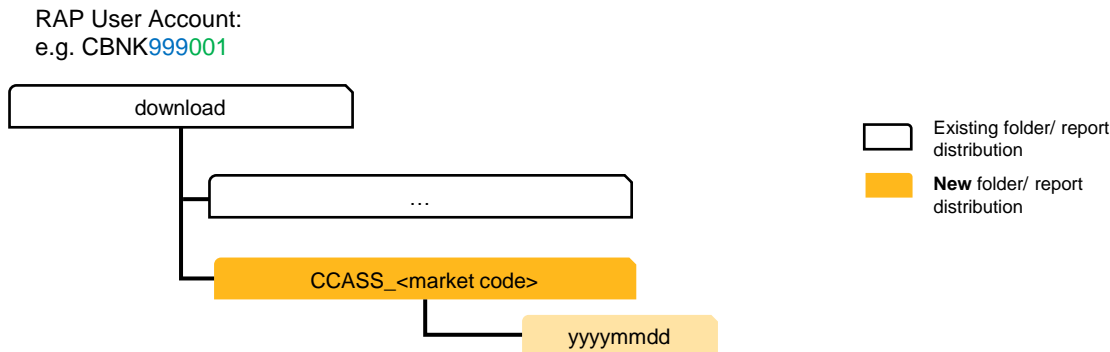 RAP User Account:
e.g. CBNK999001
download
…
CCASS_<market code>
yyyymmdd
Existing folder/ report
distribution
New folder/ report
distribution